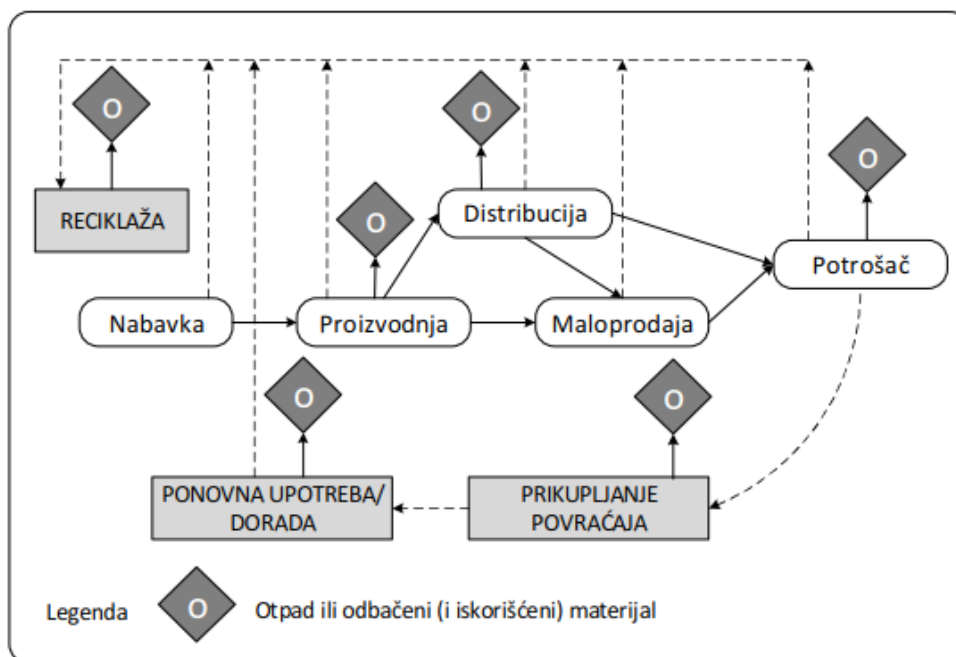 O
O
O
RECIKLAŽA
O
Distribucija
Potrošač
Nabavka
Proizvodnja
Maloprodaja
O
O
PONOVNA UPOTREBA/
DORADA
PRIKUPLJANJE
POVRAĆAJA
Legenda
O
Otpad ili odbačeni (i iskorišćeni) materijal